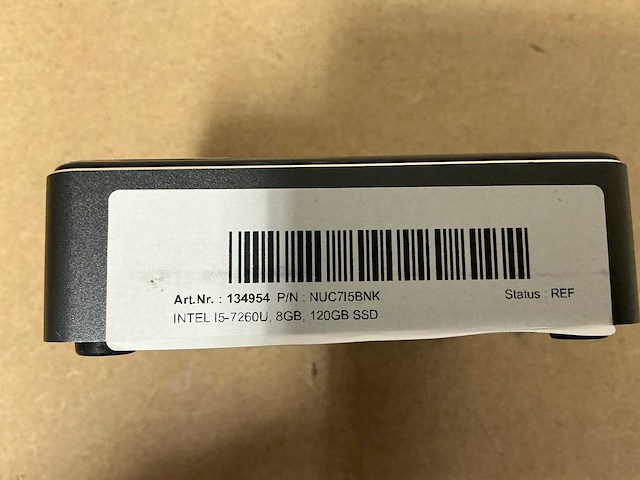 Art.Nr. : 134954 P/N : NUC7I5BNK Status : REF
INTEL I5-7260U, 8GB, 120GB SSD